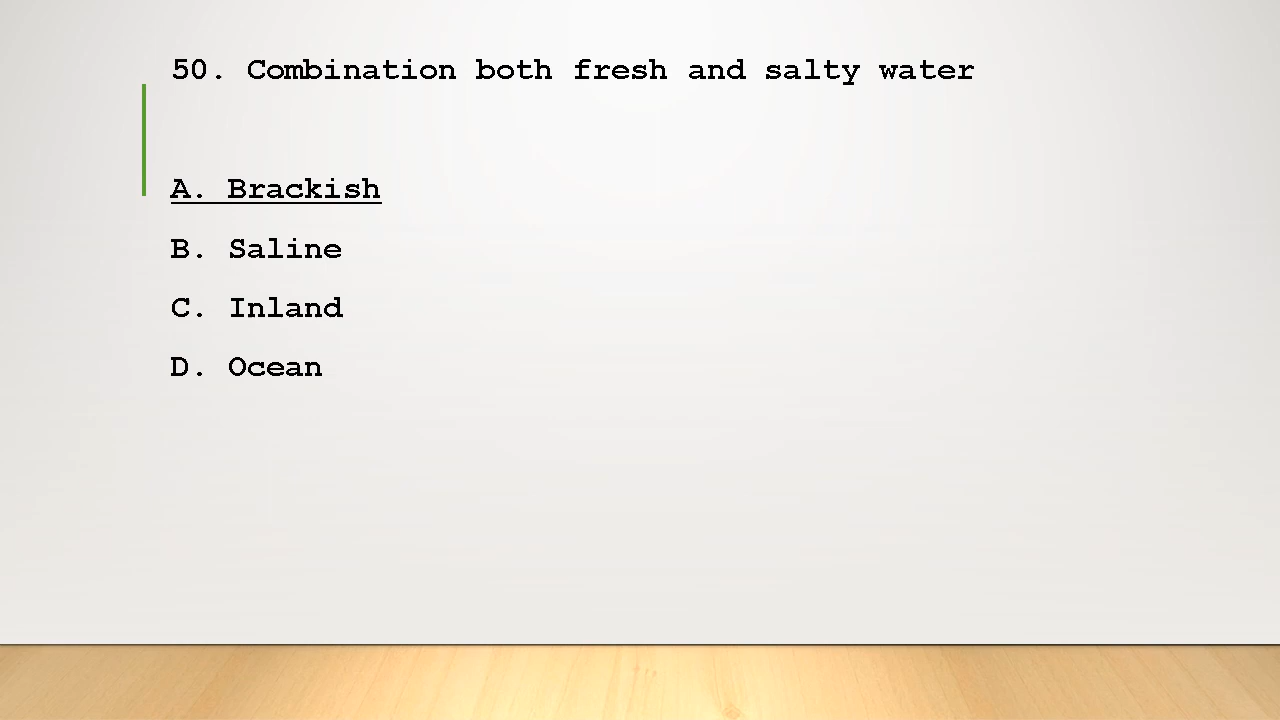 50. Combination both fresh and salty water
A. Brackish
B. Saline
C. Inland
D. Ocean